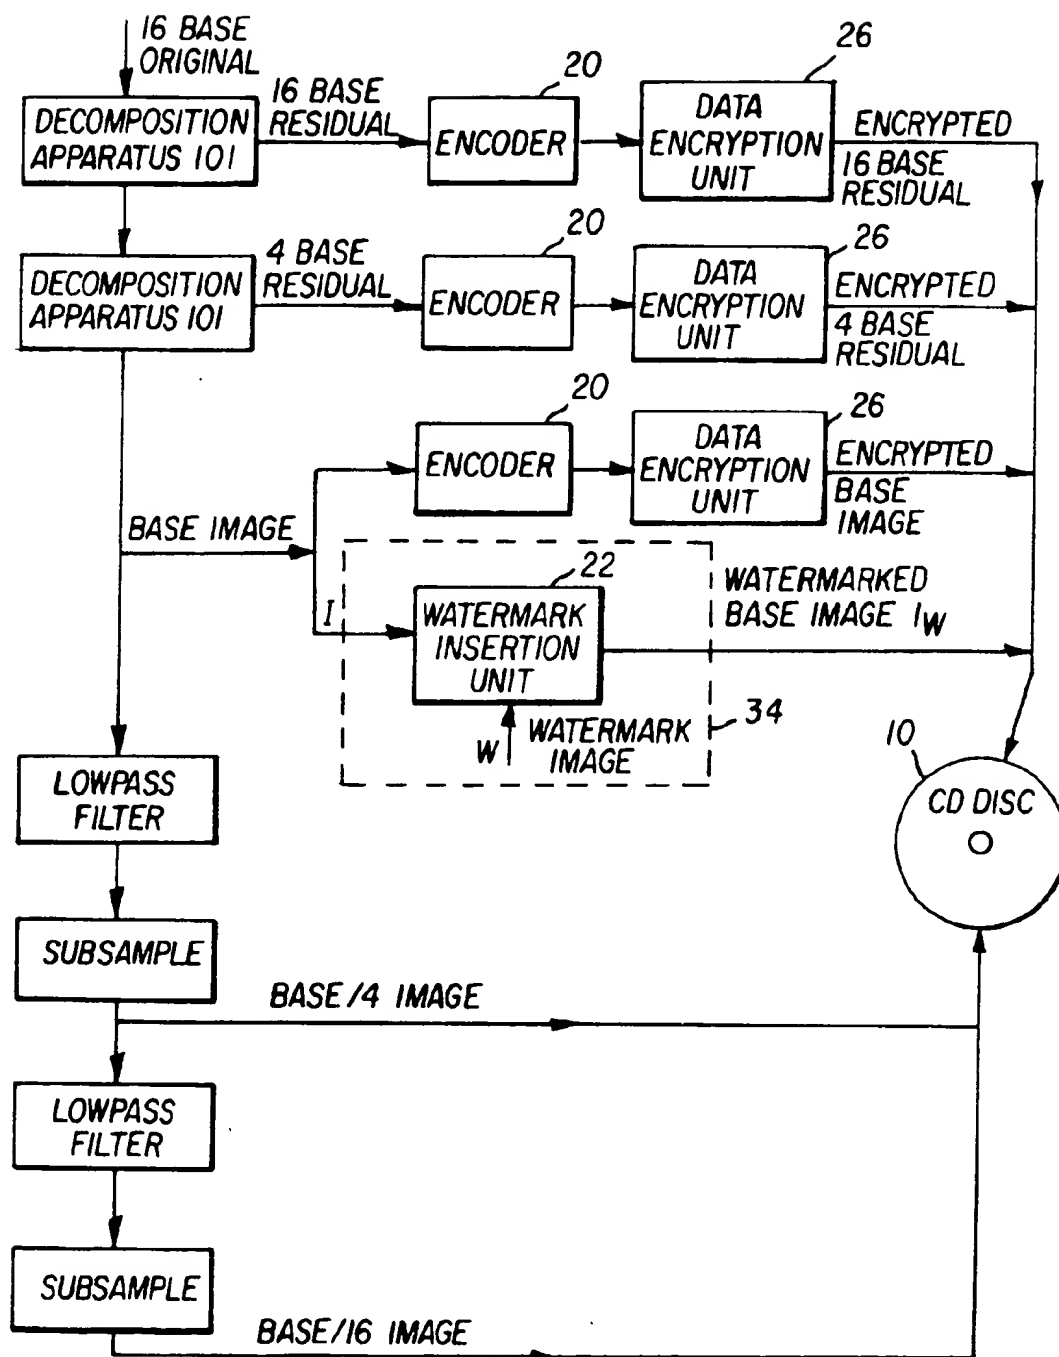 16 BASE
ORIGINAL
DECOMPOSITION
APPARATUS 101
16 BASE
RESIDUAL
20
ENCODER
26
DATA
ENCRYPTION
UNIT
ENCRYPTED
16 BASE
RESIDUAL
DECOMPOSITION
APPARATUS 101
4 BASE
RESIDUAL
20
ENCODER
26
DATA
ENCRYPTION
UNIT
ENCRYPTED
4 BASE
RESIDUAL
BASE IMAGE
20
ENCODER
26
DATA
ENCRYPTION
UNIT
ENCRYPTED
BASE
IMAGE
I
22
WATERMARK
INSERTION
UNIT
WATERMARKED
BASE IMAGE IW
W
WATERMARK
IMAGE
34
LOWPASS
FILTER
10
CD DISC
SUBSAMPLE
BASE/4 IMAGE
LOWPASS
FILTER
SUBSAMPLE
BASE/16 IMAGE